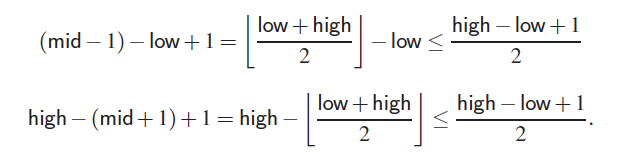 (mid − 1) − low + 1 = ⌊(low + high)/2⌋ − low ≤ (high − low + 1)/2
high − (mid + 1) + 1 = high − ⌊(low + high)/2⌋ ≤ (high − low + 1)/2.